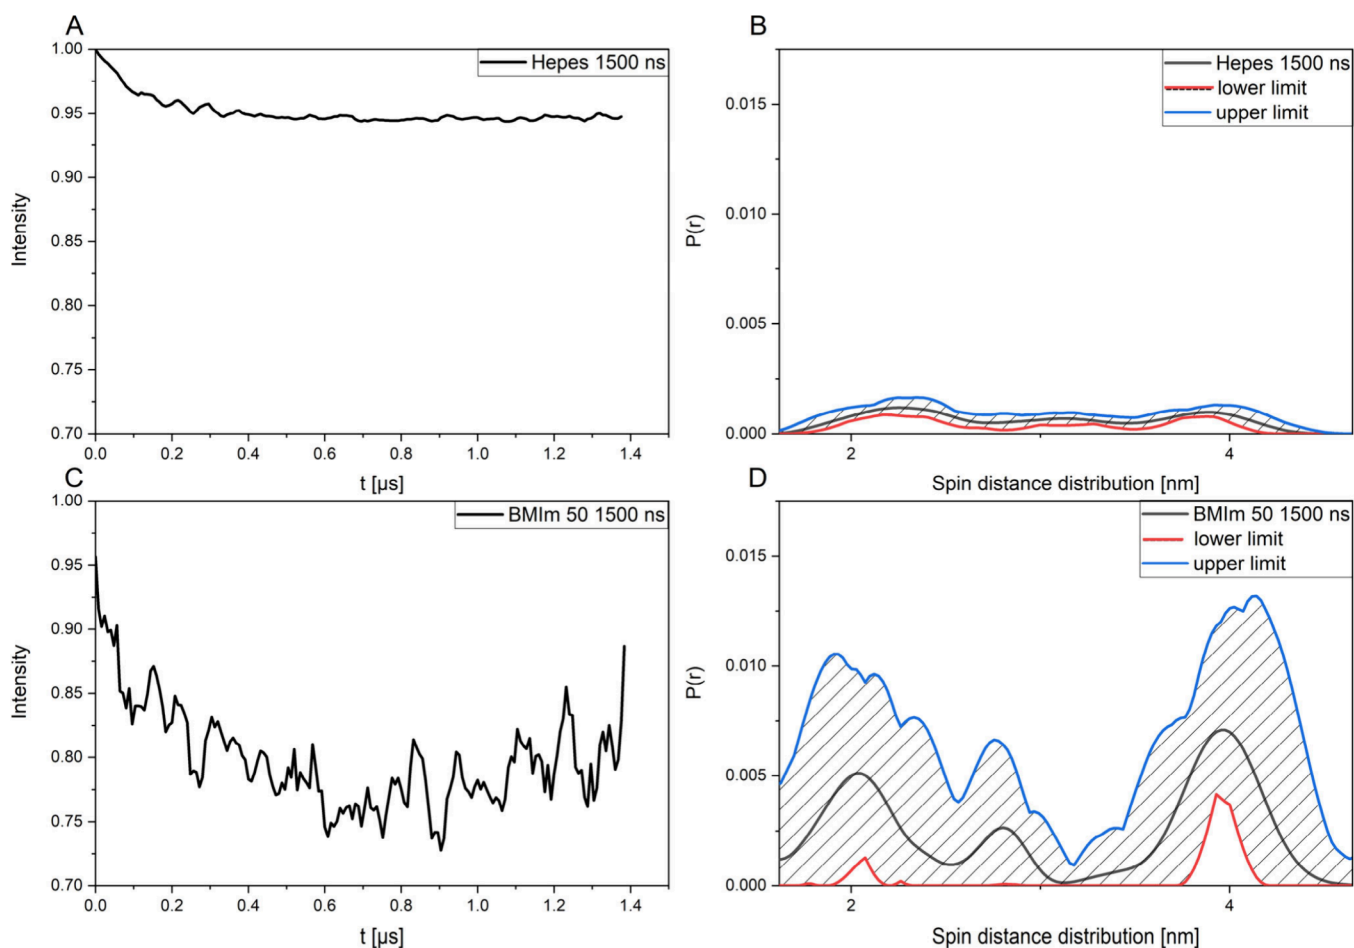 A
Hepes 1500 ns
1.00
0.95
0.90
0.85
0.80
0.75
0.70
Intensity
0.0 0.2 0.4 0.6 0.8 1.0 1.2 1.4
t [µs]
B
Hepes 1500 ns
lower limit
upper limit
0.015
0.010
0.005
0.000
P(r)
2 4
Spin distance distribution [nm]
C
BMIm 50 1500 ns
1.00
0.95
0.90
0.85
0.80
0.75
0.70
Intensity
0.0 0.2 0.4 0.6 0.8 1.0 1.2 1.4
t [µs]
D
BMIm 50 1500 ns
lower limit
upper limit
0.015
0.010
0.005
0.000
P(r)
2 4
Spin distance distribution [nm]